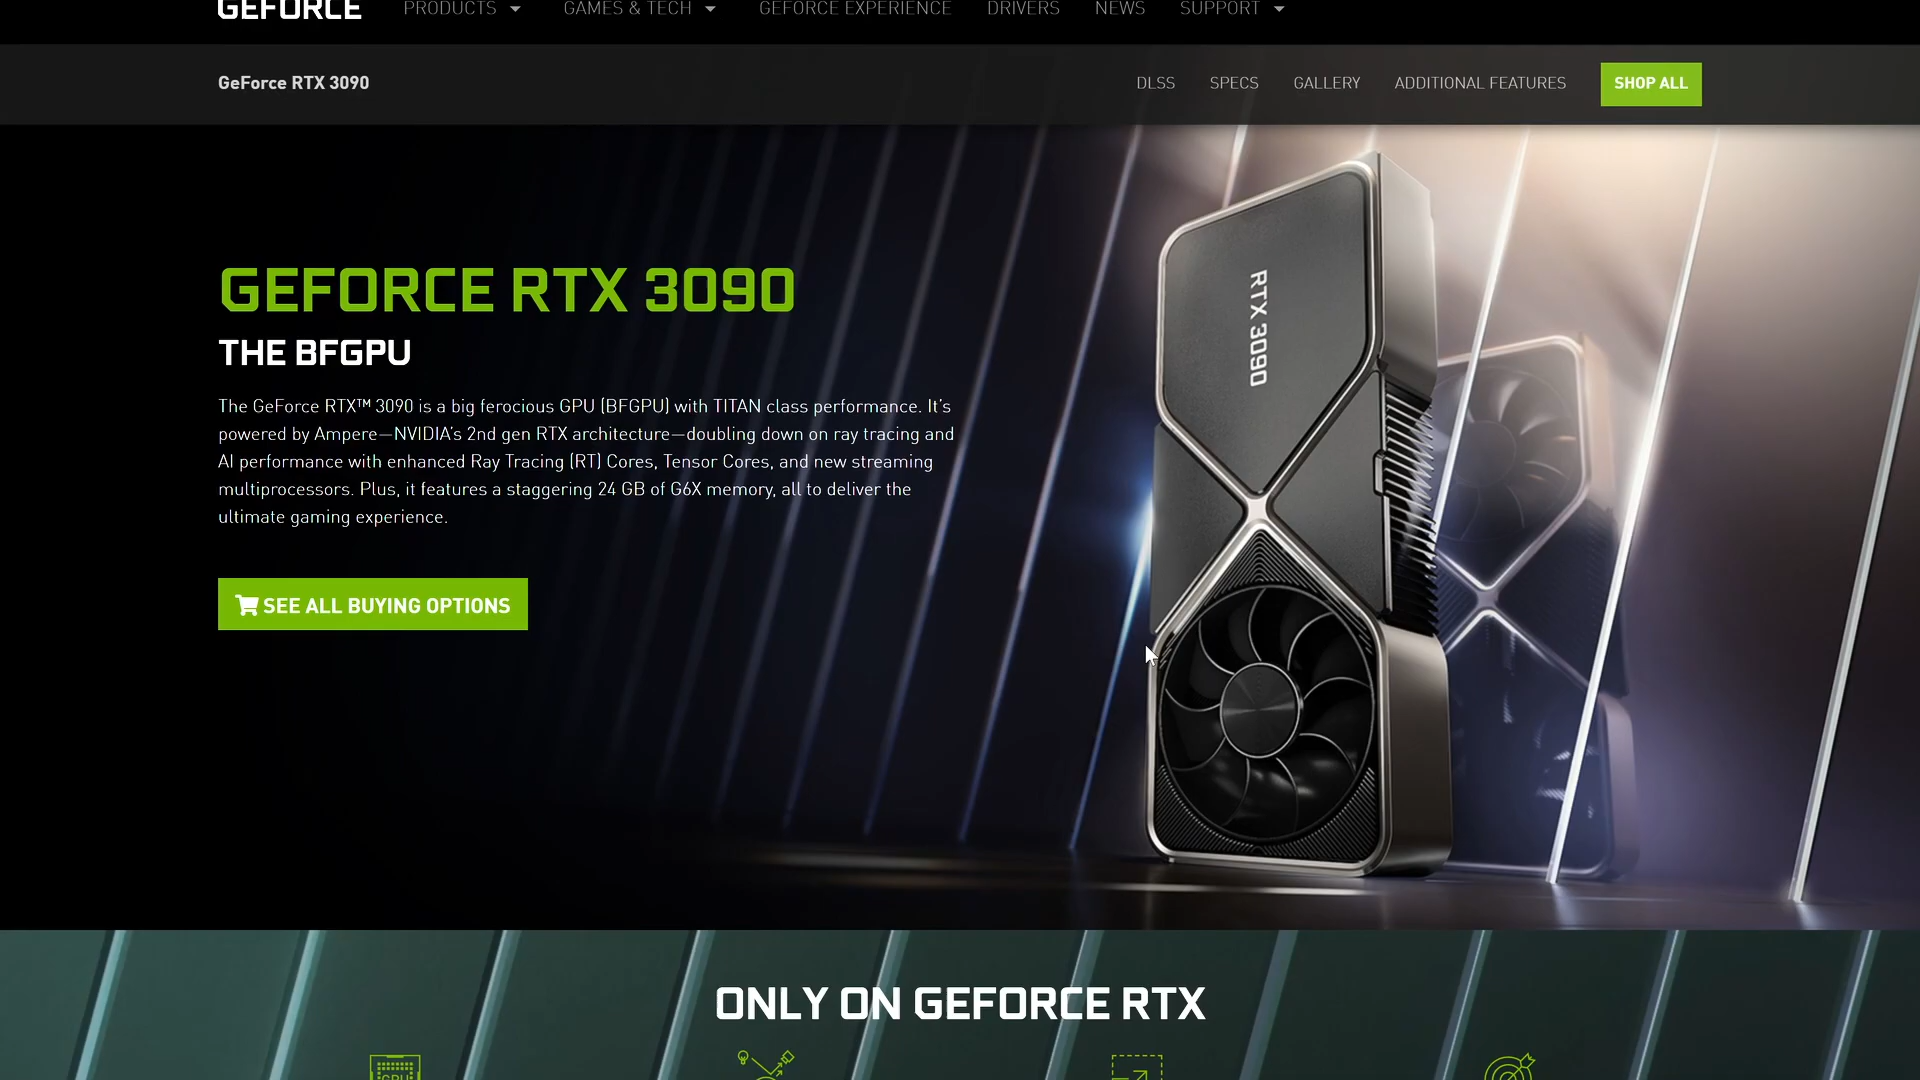 GEFORCE
PRODUCTS
GAMES & TECH
GEFORCE EXPERIENCE
DRIVERS
NEWS
SUPPORT
GeForce RTX 3090
DLSS
SPECS
GALLERY
ADDITIONAL FEATURES
SHOP ALL
GEFORCE RTX 3090
THE BFGPU
The GeForce RTX™ 3090 is a big ferocious GPU (BFGPU) with TITAN class performance. It's
powered by Ampere—NVIDIA's 2nd gen RTX architecture—doubling down on ray tracing and
AI performance with enhanced Ray Tracing (RT) Cores, Tensor Cores, and new streaming
multiprocessors. Plus, it features a staggering 24 GB of G6X memory, all to deliver the
ultimate gaming experience.
SEE ALL BUYING OPTIONS
RTX 3090
ONLY ON GEFORCE RTX
GPU